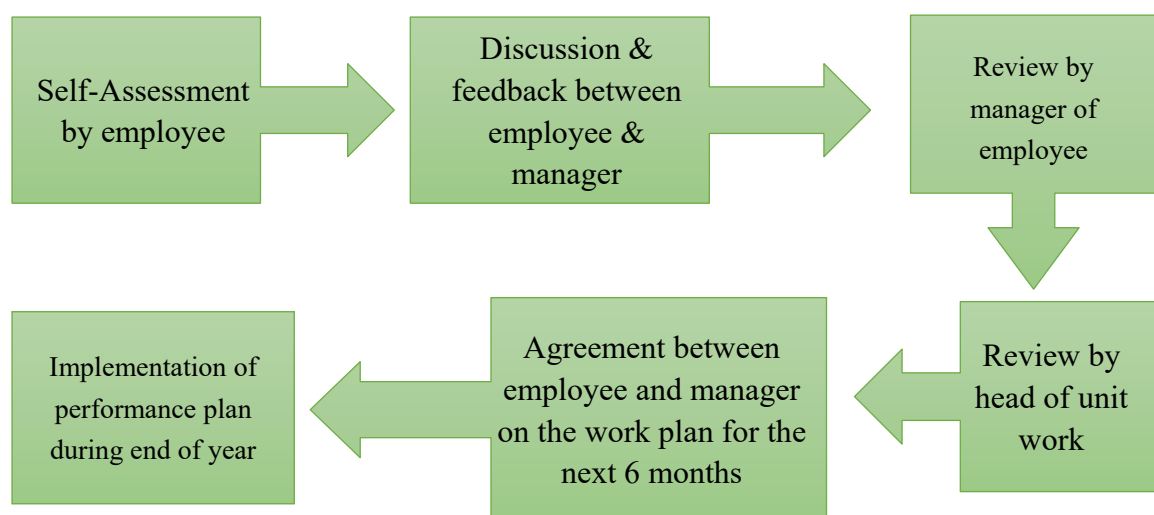 Self-Assessment
by employee
Discussion &
feedback between
employee &
manager
Review by
manager of
employee
Review by
head of unit
work
Agreement between
employee and manager
on the work plan for the
next 6 months
Implementation of
performance plan
during end of year